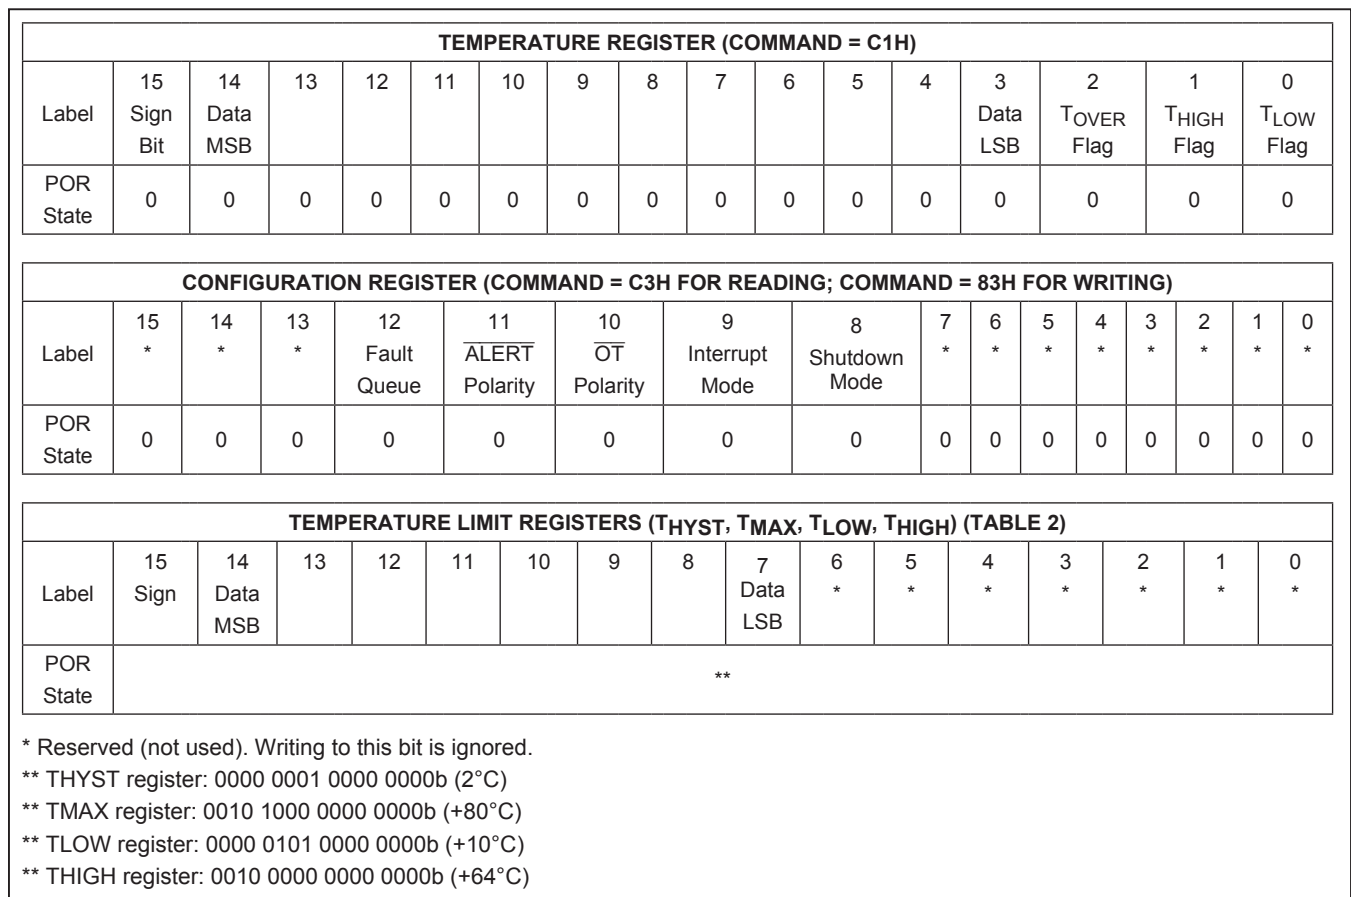 TEMPERATURE REGISTER (COMMAND = C1H)
Label 15 Sign Bit 14 Data MSB 13 12 11 10 9 8 7 6 5 4 3 Data LSB 2 TOVER Flag 1 THIGH Flag 0 TLOW Flag
POR State 0 0 0 0 0 0 0 0 0 0 0 0 0 0 0 0
CONFIGURATION REGISTER (COMMAND = C3H FOR READING; COMMAND = 83H FOR WRITING)
Label 15 * 14 * 13 * 12 Fault Queue 11 ALERT Polarity 10 OT Polarity 9 Interrupt Mode 8 Shutdown Mode 7 * 6 * 5 * 4 * 3 * 2 * 1 * 0 *
POR State 0 0 0 0 0 0 0 0 0 0 0 0 0 0 0 0
TEMPERATURE LIMIT REGISTERS (THYST, TMAX, TLOW, THIGH) (TABLE 2)
Label 15 Sign 14 Data MSB 13 12 11 10 9 8 7 Data LSB 6 * 5 * 4 * 3 * 2 * 1 * 0 *
POR State **
* Reserved (not used). Writing to this bit is ignored.
** THYST register: 0000 0001 0000 0000b (2°C)
** TMAX register: 0010 1000 0000 0000b (+80°C)
** TLOW register: 0000 0101 0000 0000b (+10°C)
** THIGH register: 0010 0000 0000 0000b (+64°C)